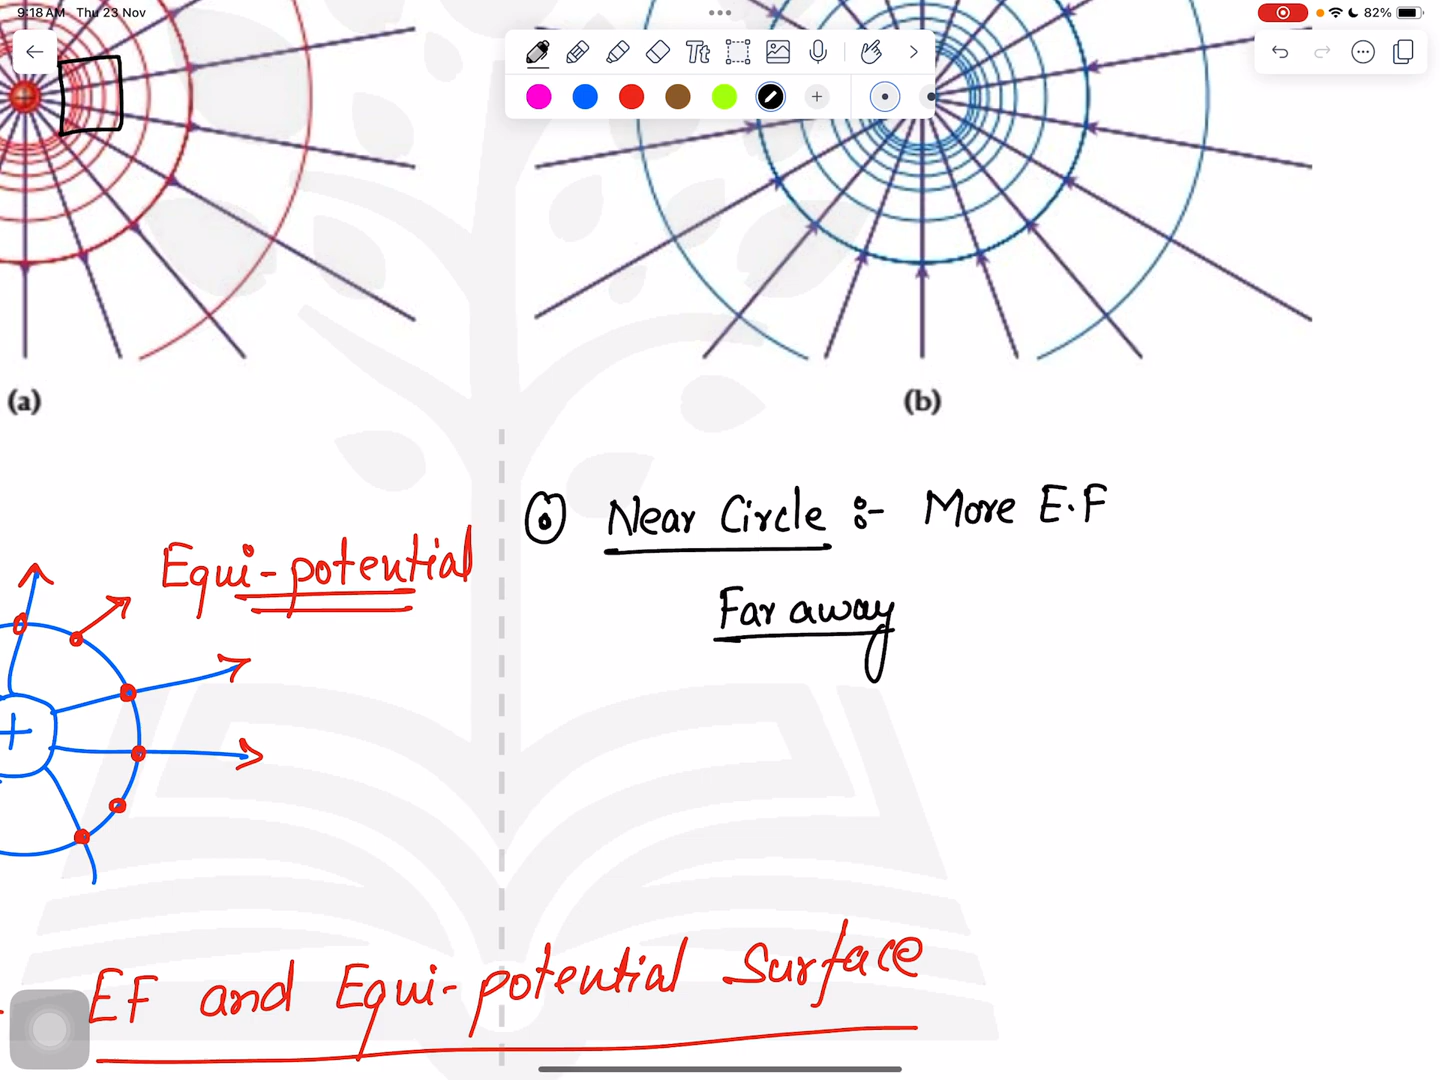 9:18 AM Thu 23 Nov
82%
Tt
(a)
(b)
Near Circle :- More E.F
Equi-potential
Far away
+
EF and Equi-potential Surface